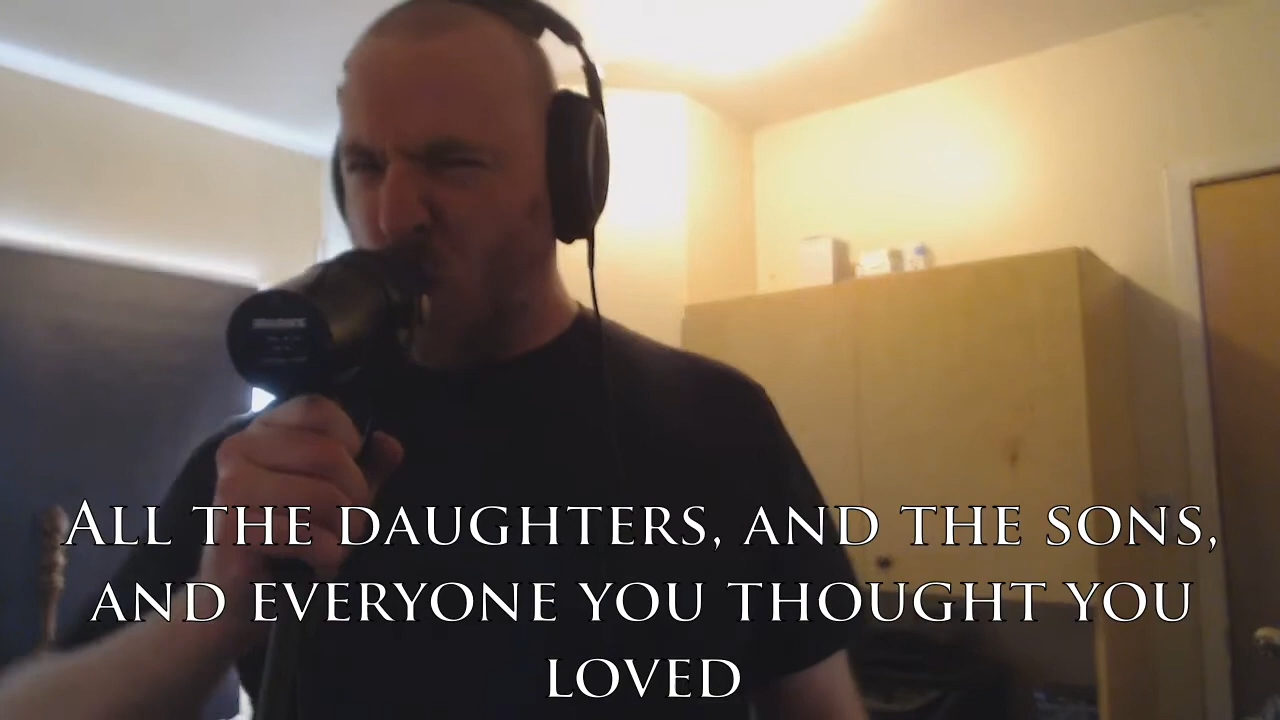 All the daughters, and the sons,
and everyone you thought you
loved